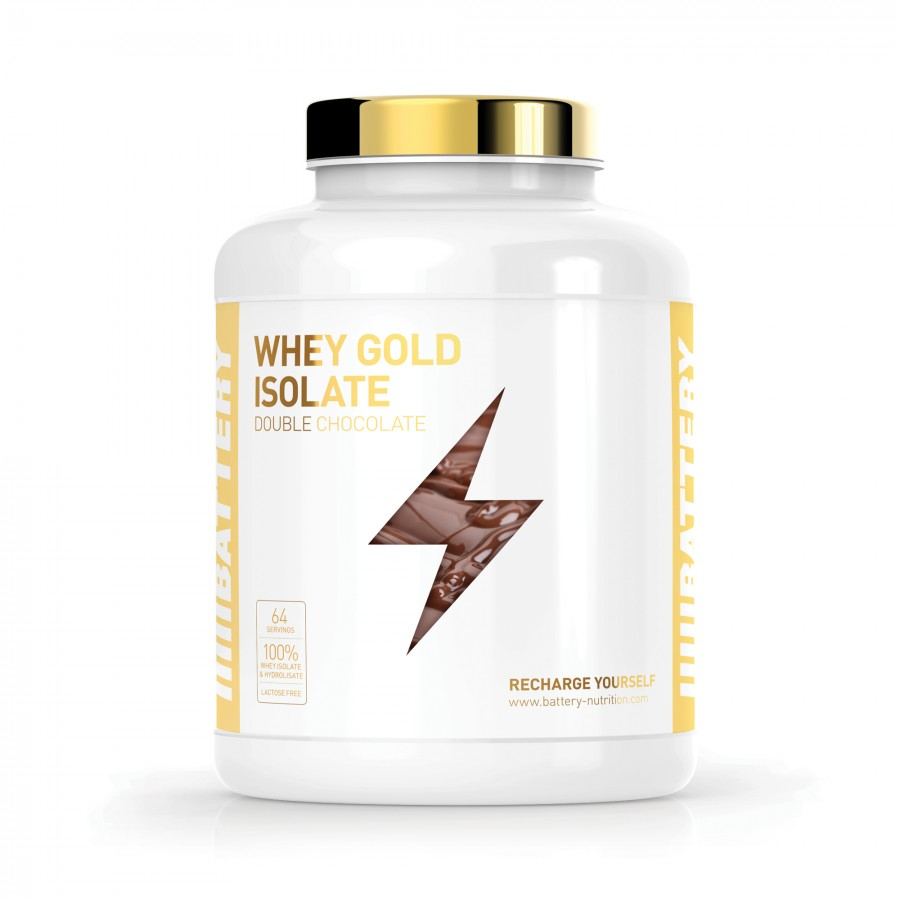 WHEY GOLD
ISOLATE
DOUBLE CHOCOLATE
BATTERY
BATTERY
64
SERVINGS
100%
WHEY ISOLATE
& HYDROLISATE
LACTOSE FREE
RECHARGE YOURSELF
www.battery-nutrition.com